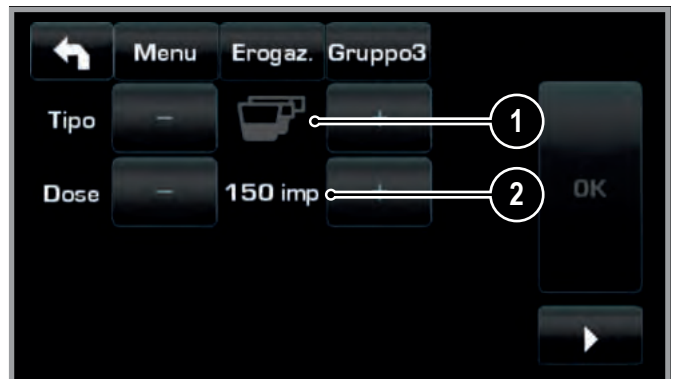 Menu Erogaz. Gruppo3
Tipo - + 1
Dose - 150 imp + 2
OK